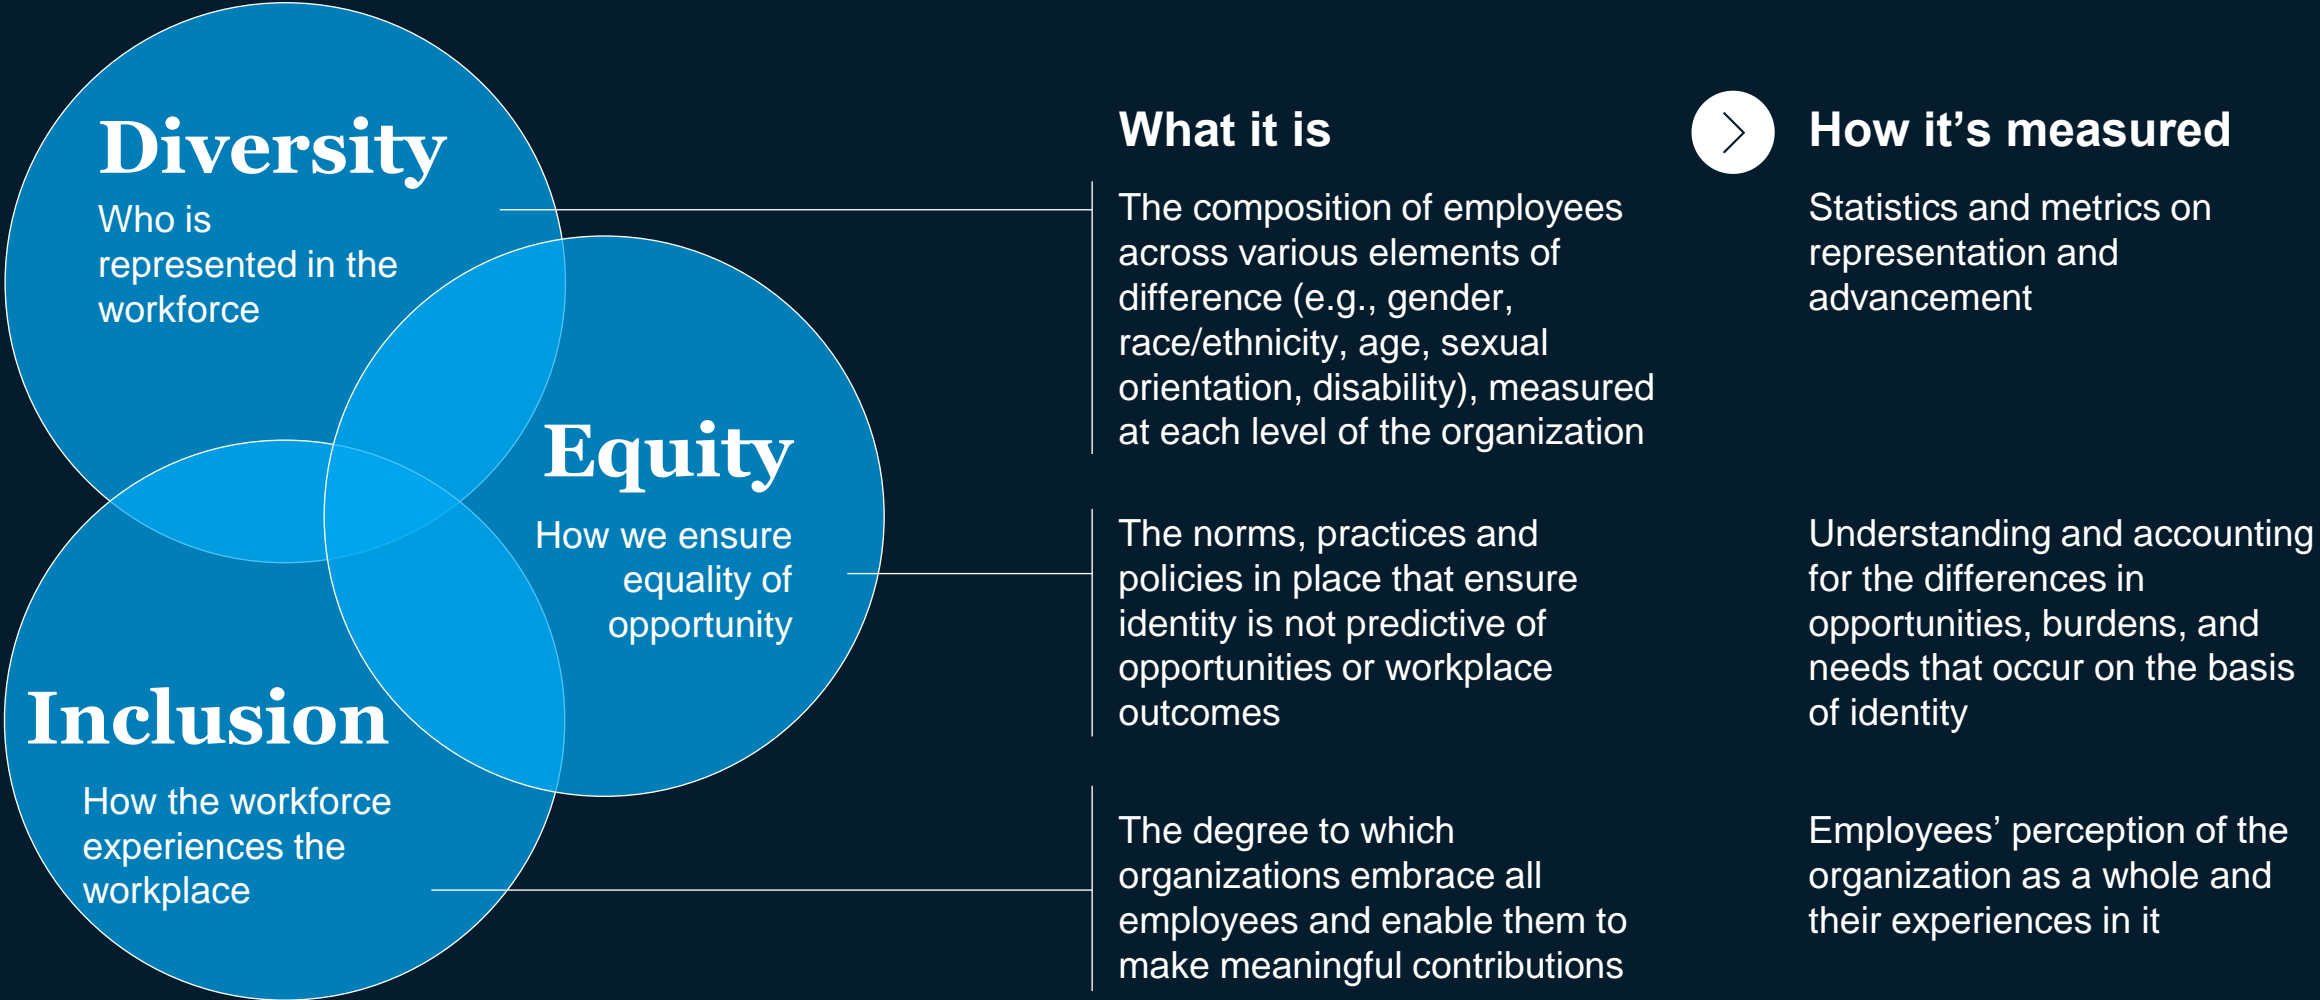 Diversity
Who is
represented in the
workforce
Equity
How we ensure
equality of
opportunity
Inclusion
How the workforce
experiences the
workplace
What it is
The composition of employees
across various elements of
difference (e.g., gender,
race/ethnicity, age, sexual
orientation, disability), measured
at each level of the organization
The norms, practices and
policies in place that ensure
identity is not predictive of
opportunities or workplace
outcomes
The degree to which
organizations embrace all
employees and enable them to
make meaningful contributions
How it’s measured
Statistics and metrics on
representation and
advancement
Understanding and accounting
for the differences in
opportunities, burdens, and
needs that occur on the basis
of identity
Employees’ perception of the
organization as a whole and
their experiences in it